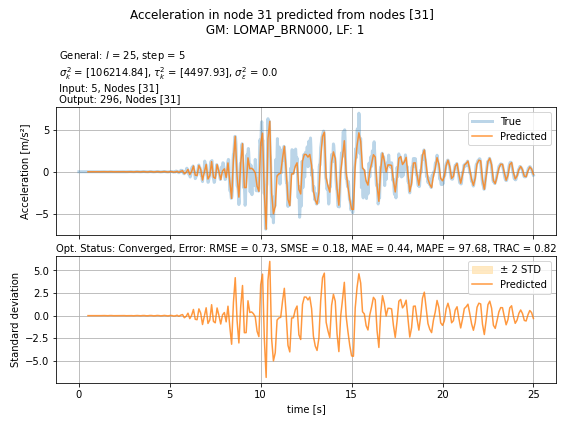 Acceleration in node 31 predicted from nodes [31]
GM: LOMAP_BRN000, LF: 1
General: l = 25, step = 5
σ²ₖ = [106214.84], τ²ₖ = [4497.93], σ²_ε = 0.0
Input: 5, Nodes [31]
Output: 296, Nodes [31]
Acceleration [m/s²]
5
0
−5
True
Predicted
Opt. Status: Converged, Error: RMSE = 0.73, SMSE = 0.18, MAE = 0.44, MAPE = 97.68, TRAC = 0.82
Standard deviation
5.0
2.5
0.0
−2.5
−5.0
± 2 STD
Predicted
0 5 10 15 20 25
time [s]